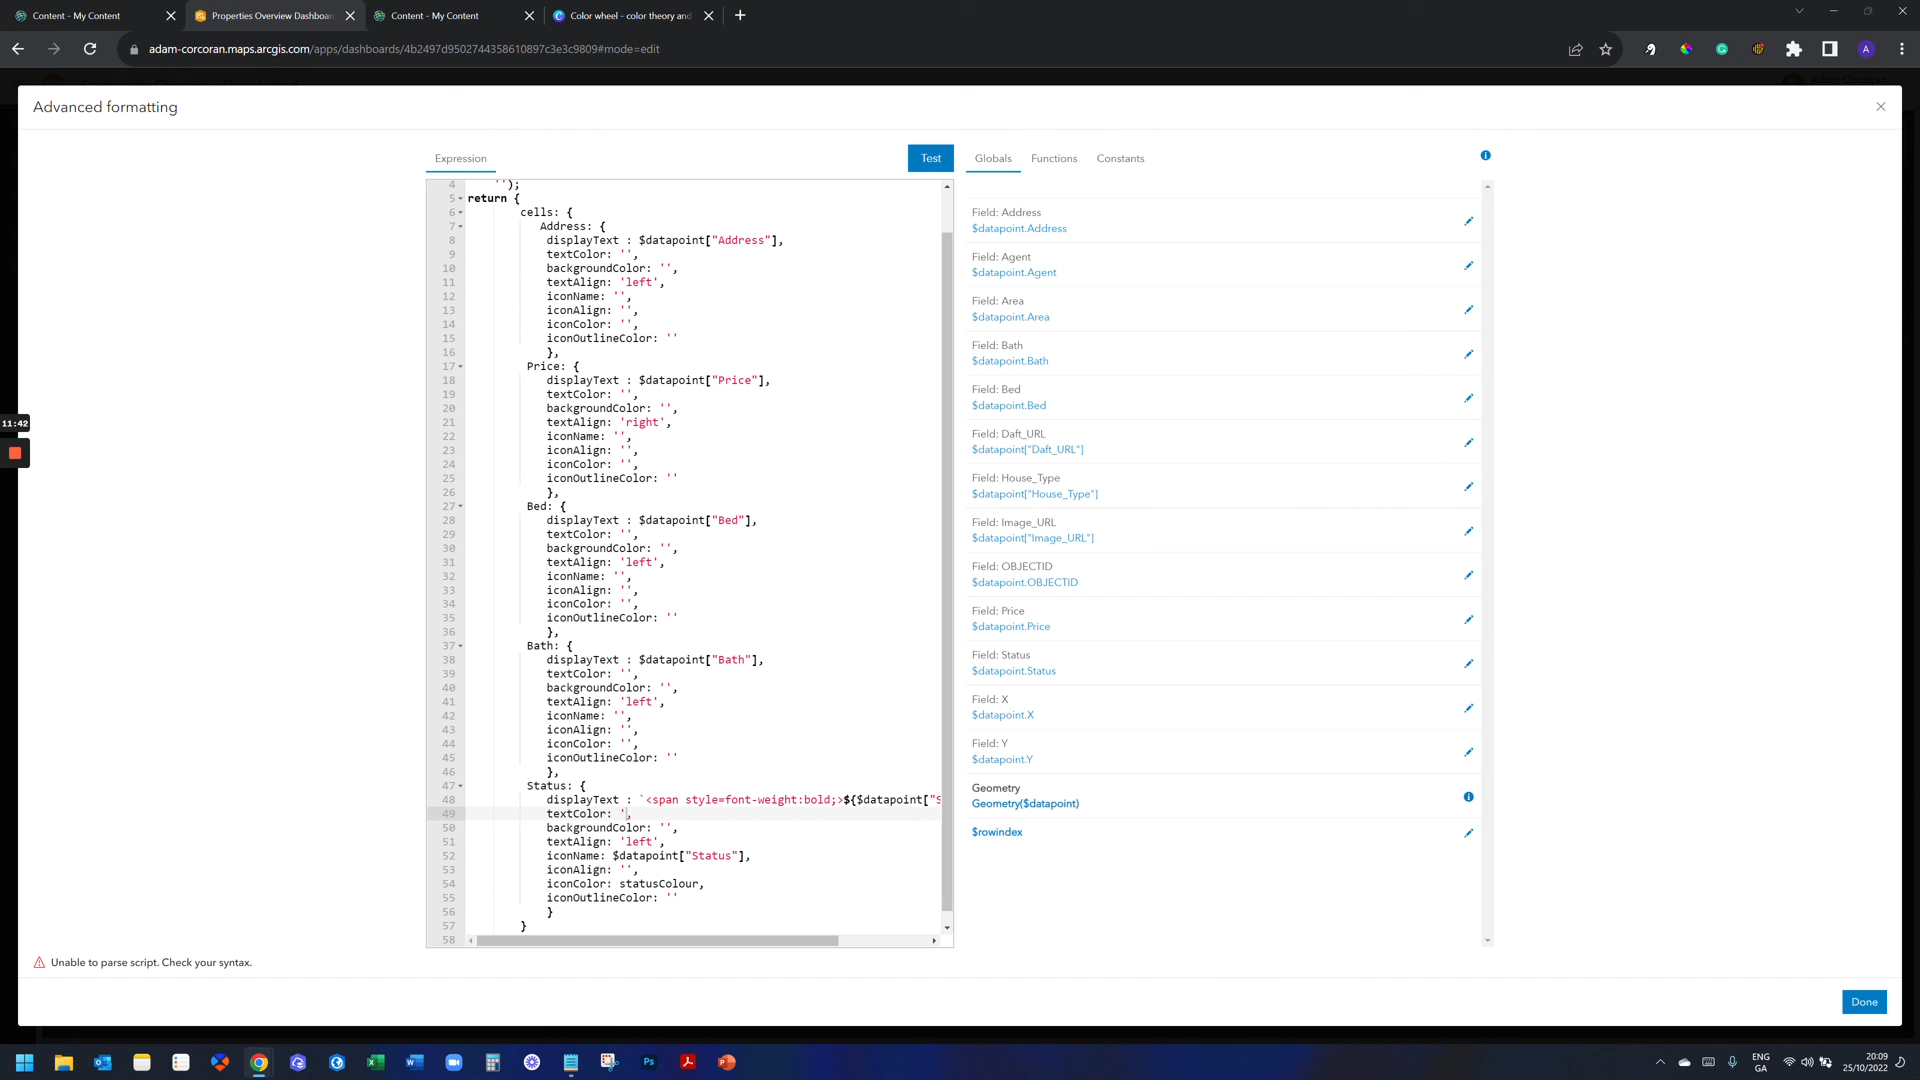 Content - My Content
Properties Overview Dashboa
Content - My Content
Color wheel - color theory and
adam-corcoran.maps.arcgis.com/apps/dashboards/4b2497d9502744358610897c3e3c9809#mode=edit
A
Advanced formatting
Expression
Test
Globals
Functions
Constants
4 '');
5 return {
6 cells: {
7 Address: {
8 displayText : $datapoint["Address"],
9 textColor: '',
10 backgroundColor: '',
11 textAlign: 'left',
12 iconName: '',
13 iconAlign: '',
14 iconColor: '',
15 iconOutlineColor: ''
16 },
17 Price: {
18 displayText : $datapoint["Price"],
19 textColor: '',
20 backgroundColor: '',
21 textAlign: 'right',
22 iconName: '',
23 iconAlign: '',
24 iconColor: '',
25 iconOutlineColor: ''
26 },
27 Bed: {
28 displayText : $datapoint["Bed"],
29 textColor: '',
30 backgroundColor: '',
31 textAlign: 'left',
32 iconName: '',
33 iconAlign: '',
34 iconColor: '',
35 iconOutlineColor: ''
36 },
37 Bath: {
38 displayText : $datapoint["Bath"],
39 textColor: '',
40 backgroundColor: '',
41 textAlign: 'left',
42 iconName: '',
43 iconAlign: '',
44 iconColor: '',
45 iconOutlineColor: ''
46 },
47 Status: {
48 displayText : `<span style=font-weight:bold;>${$datapoint["S
49 textColor: ',
50 backgroundColor: '',
51 textAlign: 'left',
52 iconName: $datapoint["Status"],
53 iconAlign: '',
54 iconColor: statusColour,
55 iconOutlineColor: ''
56 }
57 }
58
Field: Address
$datapoint.Address
Field: Agent
$datapoint.Agent
Field: Area
$datapoint.Area
Field: Bath
$datapoint.Bath
Field: Bed
$datapoint.Bed
Field: Daft_URL
$datapoint["Daft_URL"]
Field: House_Type
$datapoint["House_Type"]
Field: Image_URL
$datapoint["Image_URL"]
Field: OBJECTID
$datapoint.OBJECTID
Field: Price
$datapoint.Price
Field: Status
$datapoint.Status
Field: X
$datapoint.X
Field: Y
$datapoint.Y
Geometry
Geometry($datapoint)
$rowindex
11:42
Unable to parse script. Check your syntax.
Done
ENG
GA
20:09
25/10/2022